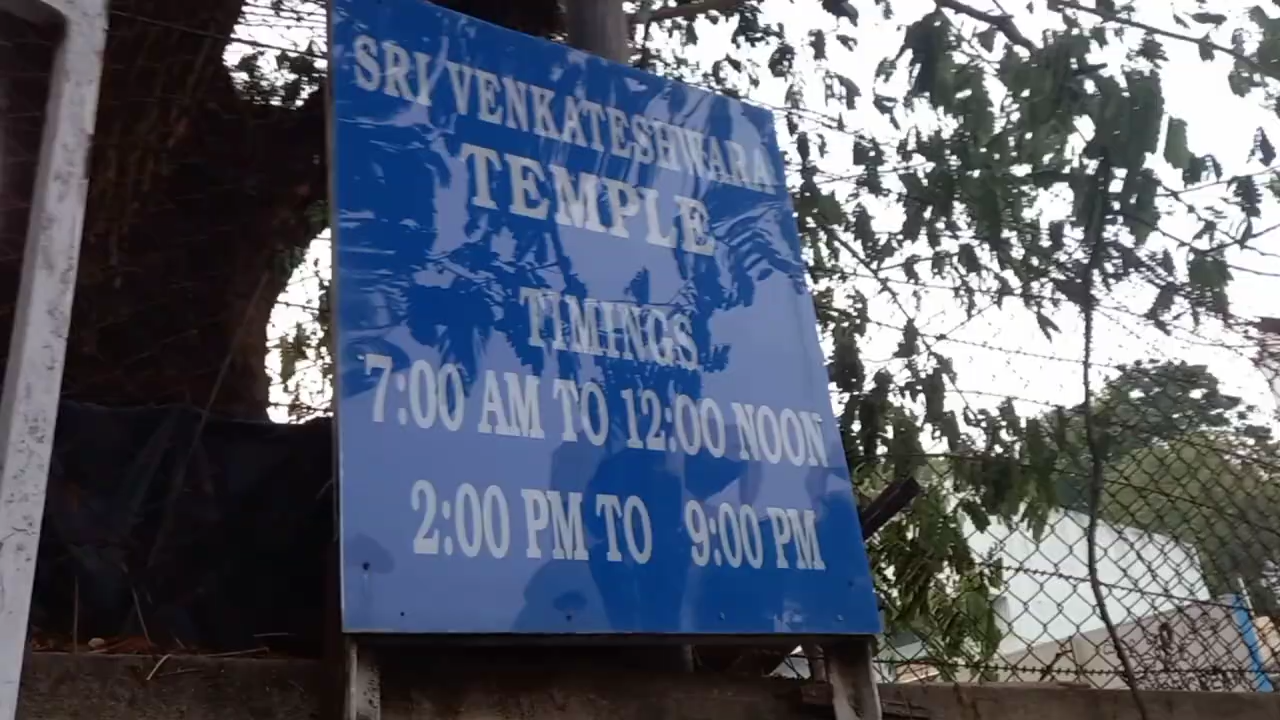 SRI VENKATESHWARA
TEMPLE
TIMINGS
7:00 AM TO 12:00 NOON
2:00 PM TO 9:00 PM